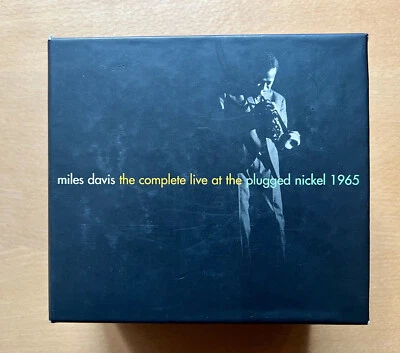 miles davis the complete live at the plugged nickel 1965